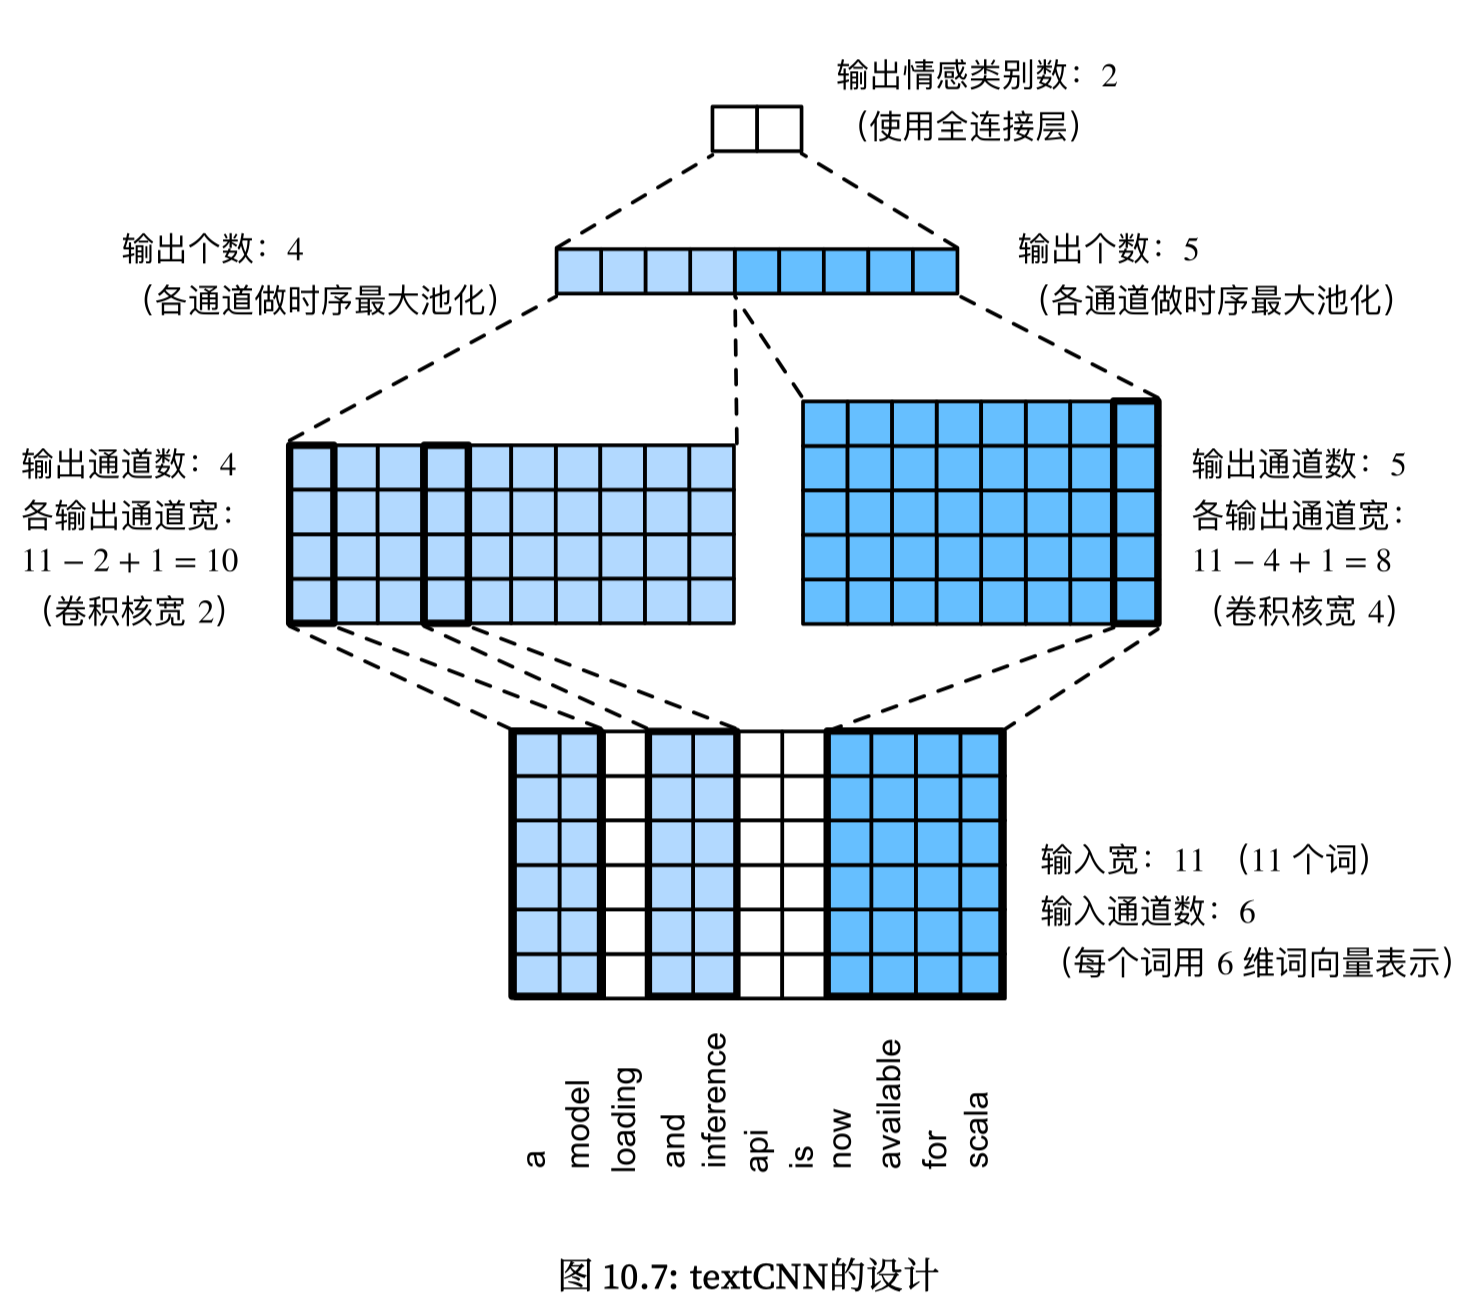 输出情感类别数：2
（使用全连接层）
输出个数：4
（各通道做时序最大池化）
输出个数：5
（各通道做时序最大池化）
输出通道数：4
各输出通道宽：
11 − 2 + 1 = 10
（卷积核宽 2）
输出通道数：5
各输出通道宽：
11 − 4 + 1 = 8
（卷积核宽 4）
输入宽：11 （11 个词）
输入通道数：6
（每个词用 6 维词向量表示）
a
model
loading
and
inference
api
is
now
available
for
scala
图 10.7: textCNN的设计